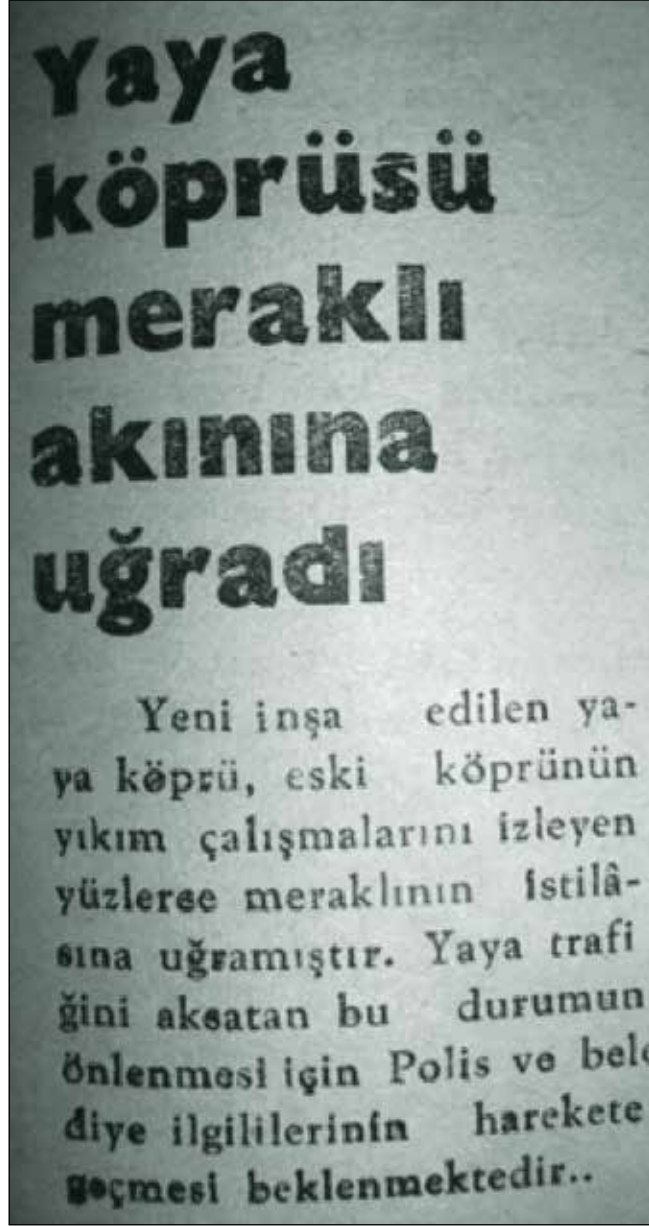 Yaya
köprüsü
meraklı
akınına
uğradı
Yeni inşa edilen ya-
ya köprü, eski köprünün
yıkım çalışmalarını izleyen
yüzlerce meraklının istilâ-
sına uğramıştır. Yaya trafi
ğini aksatan bu durumun
önlenmesi için Polis ve bele
diye ilgililerinin harekete
geçmesi beklenmektedir..